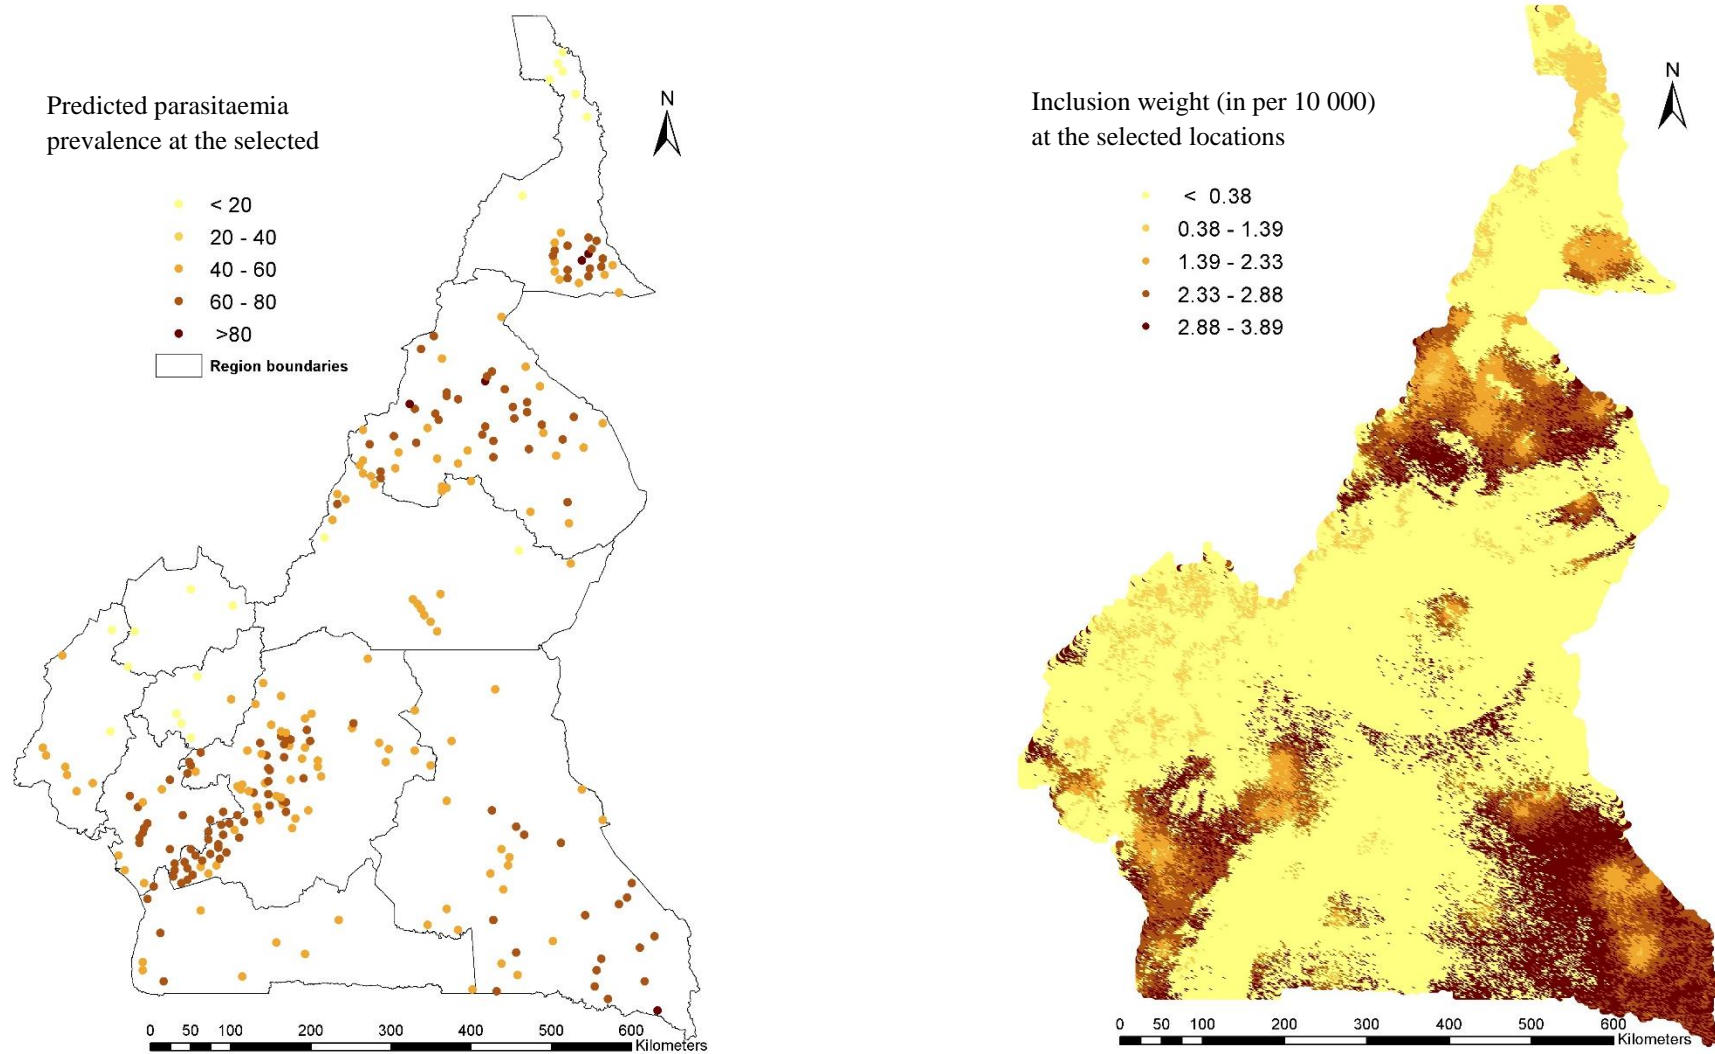 Predicted parasitaemia
prevalence at the selected
< 20
20 - 40
40 - 60
60 - 80
>80
Region boundaries
N
0 50 100 200 300 400 500 600
Kilometers
Inclusion weight (in per 10 000)
at the selected locations
< 0.38
0.38 - 1.39
1.39 - 2.33
2.33 - 2.88
2.88 - 3.89
N
0 50 100 200 300 400 500 600
Kilometers